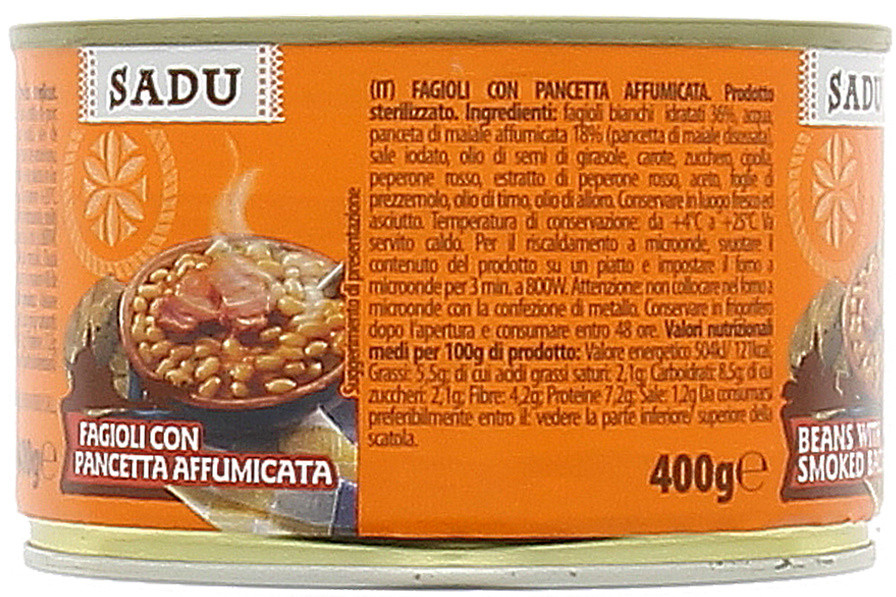 SADU
SADU
(IT) FAGIOLI CON PANCETTA AFFUMICATA. Prodotto
sterilizzato. Ingredienti: fagioli bianchi idratati 36%, acqua,
panceta di maiale affumicata 18% (pancetta di maiale disossata),
sale iodato, olio di semi di girasole, carote, zucchero, cipolla,
peperone rosso, estratto di peperone rosso, aceto, foglie di
prezzemolo, olio di timo, olio di alloro. Conservare in luogo fresco ed
asciutto. Temperatura di conservazione: da +4°C a +25°C. Va
servito caldo. Per il riscaldamento a microonde, svuotare il
contenuto del prodotto su un piatto e impostare il forno a
microonde per 3 min. a 800W. Attenzione: non collocare nel forno a
microonde con la confezione di metallo. Conservare in frigorifero
dopo l'apertura e consumare entro 48 ore. Valori nutrizionali
medi per 100g di prodotto: Valore energetico 504kJ/ 121kcal;
Grassi: 5,5g; di cui acidi grassi saturi: 2,1g; Carboidrati: 8,5g; di cui
zuccheri: 2,1g; Fibre: 4,2g; Proteine 7,2g; Sale: 1,2g Da consumarsi
preferibilmente entro il: vedere la parte inferiore/ superiore della
scatola.
400g e
Suggerimento di presentazione
FAGIOLI CON
PANCETTA AFFUMICATA
BEANS WITH
SMOKED BA